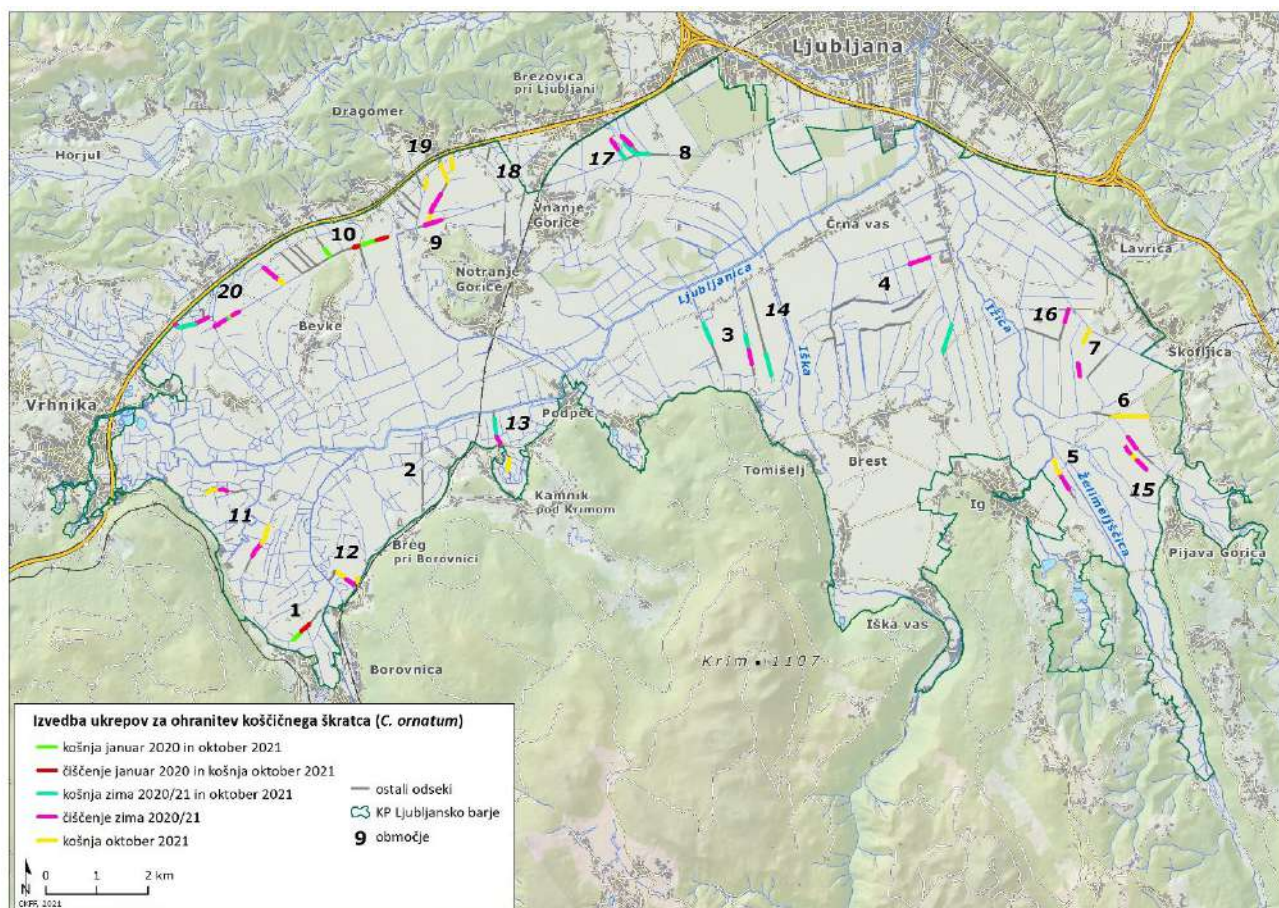 Ljubljana
Brezovica
pri Ljubljani
Dragomer
Horjul
19
18
17
8
Vnanje
Gorice
Črna vas
Lavrica
10
9
Notranje
Gorice
Ljubljanica
4
20
14
Ižica
16
Bevke
3
7
Škofljica
Iška
Vrhnika
6
Podpeč
13
2
Tomišelj
Brest
5
15
Ig
Želimeljščica
11
Kamnik
pod Krimom
12
Breg
pri Borovnici
Pijava Gorica
1
Iška vas
Borovnica
Krim 1107
Izvedba ukrepov za ohranitev koščičnega škratca (C. ornatum)
košnja januar 2020 in oktober 2021
čiščenje januar 2020 in košnja oktober 2021
košnja zima 2020/21 in oktober 2021
čiščenje zima 2020/21
košnja oktober 2021
ostali odseki
KP Ljubljansko barje
9 območje
N
0 1 2 km
CKFF, 2021